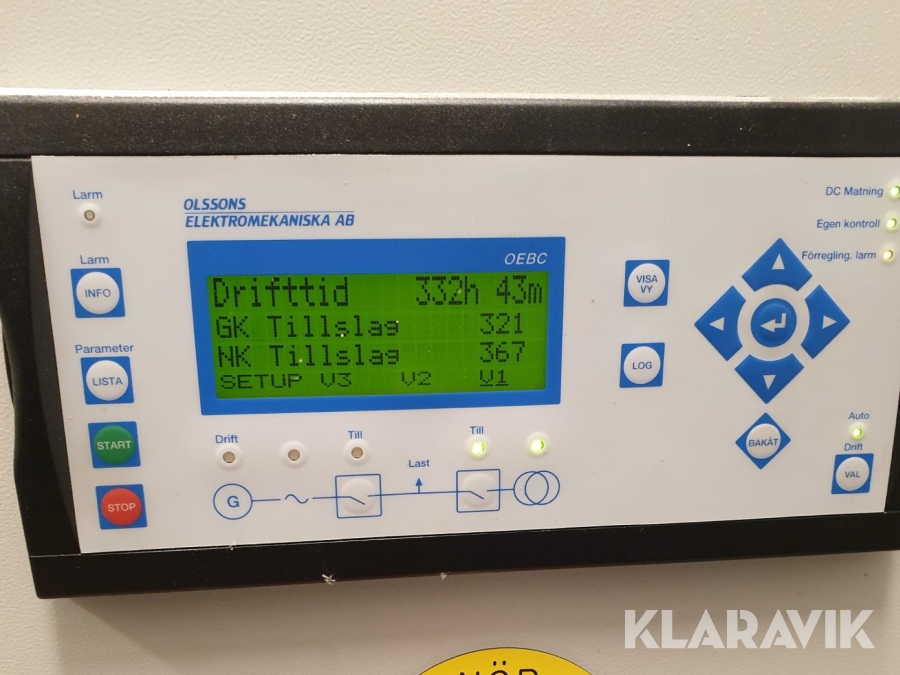 Larm
OLSSONS
ELEKTROMEKANISKA AB
DC Matning
Egen kontroll
Förregling. larm
OEBC
Larm
INFO
Drifttid 332h 43m
GK Tillslag 321
NK Tillslag 367
SETUP V3 V2 V1
VISA
VY
LOG
Parameter
LISTA
START
STOP
Drift
Till
Till
Last
G
BAKÅT
Auto
Drift
VAL
KLARAVIK